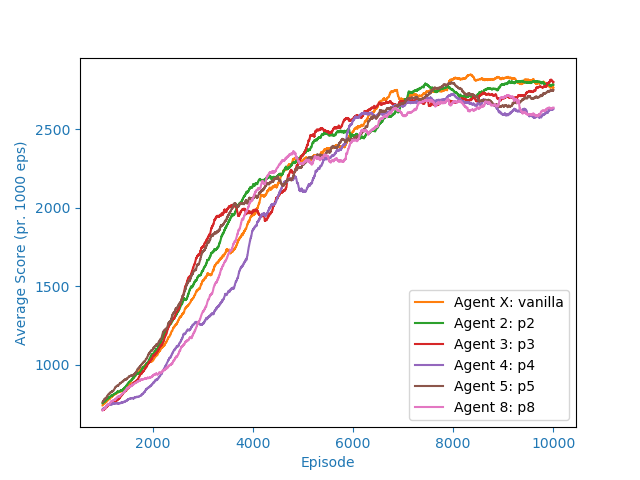 2500
2000
1500
1000
Average Score (pr. 1000 eps)
Agent X: vanilla
Agent 2: p2
Agent 3: p3
Agent 4: p4
Agent 5: p5
Agent 8: p8
2000 4000 6000 8000 10000
Episode